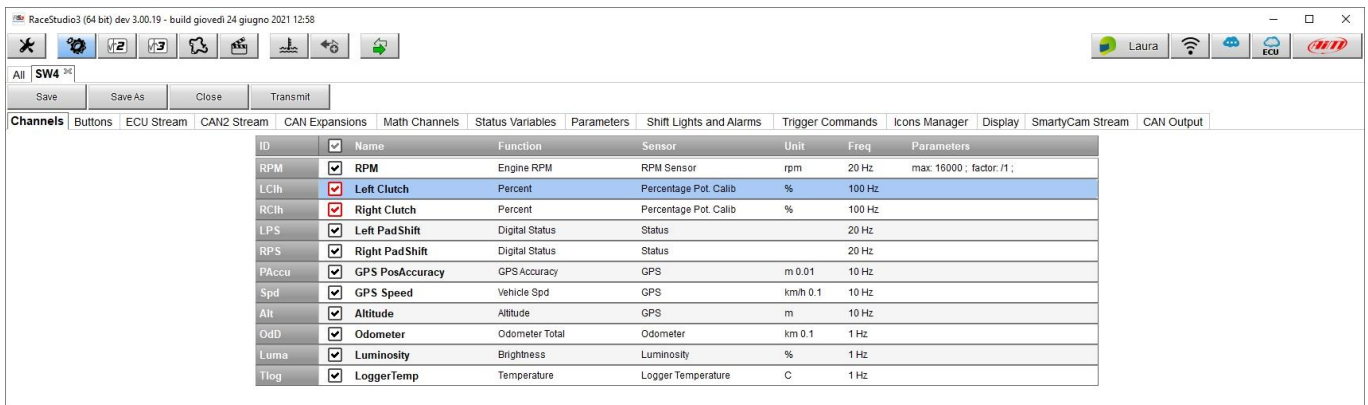 RaceStudio3 (64 bit) dev 3.00.19 - build giovedì 24 giugno 2021 12:58
Laura ECU AiM
All SW4
Save Save As Close Transmit
Channels Buttons ECU Stream CAN2 Stream CAN Expansions Math Channels Status Variables Parameters Shift Lights and Alarms Trigger Commands Icons Manager Display SmartyCam Stream CAN Output
ID Name Function Sensor Unit Freq Parameters
RPM RPM Engine RPM RPM Sensor rpm 20 Hz max: 16000 ; factor: /1 ;
LClh Left Clutch Percent Percentage Pot. Calib % 100 Hz
RClh Right Clutch Percent Percentage Pot. Calib % 100 Hz
LPS Left PadShift Digital Status Status 20 Hz
RPS Right PadShift Digital Status Status 20 Hz
PAccu GPS PosAccuracy GPS Accuracy GPS m 0.01 10 Hz
Spd GPS Speed Vehicle Spd GPS km/h 0.1 10 Hz
Alt Altitude Altitude GPS m 10 Hz
OdD Odometer Odometer Total Odometer km 0.1 1 Hz
Luma Luminosity Brightness Luminosity % 1 Hz
Tlog LoggerTemp Temperature Logger Temperature C 1 Hz